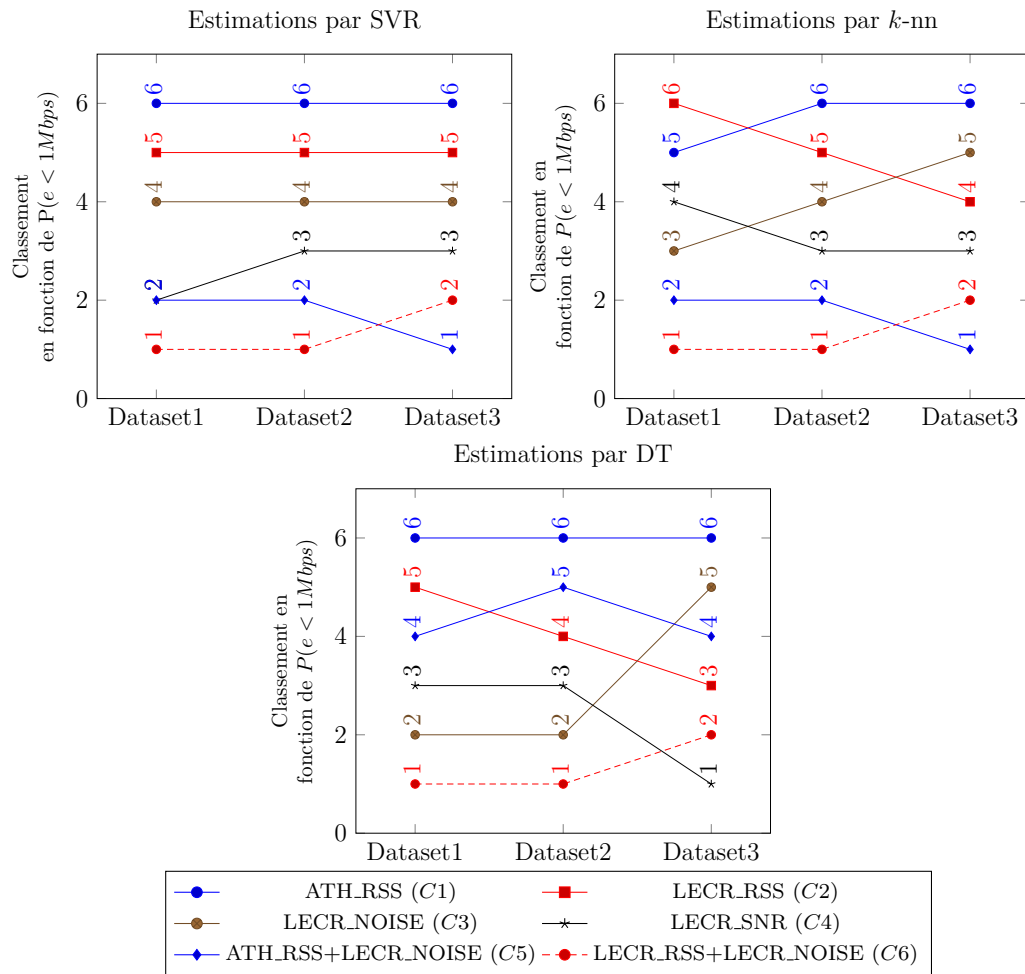 Estimations par SVR
Classement
en fonction de P(e < 1Mbps)
6 6 6
5 5 5
4 4 4
2 3 3
2 2 1
1 1 2
0
2
4
6
Dataset1 Dataset2 Dataset3
Estimations par k-nn
Classement en
fonction de P(e < 1Mbps)
5 6 6
6 5 4
3 4 5
4 3 3
2 2 1
1 1 2
0
2
4
6
Dataset1 Dataset2 Dataset3
Estimations par DT
Classement en
fonction de P(e < 1Mbps)
6 6 6
5 4 3
2 2 5
3 3 1
4 5 4
1 1 2
0
2
4
6
Dataset1 Dataset2 Dataset3
ATH_RSS (C1) LECR_RSS (C2)
LECR_NOISE (C3) LECR_SNR (C4)
ATH_RSS+LECR_NOISE (C5) LECR_RSS+LECR_NOISE (C6)